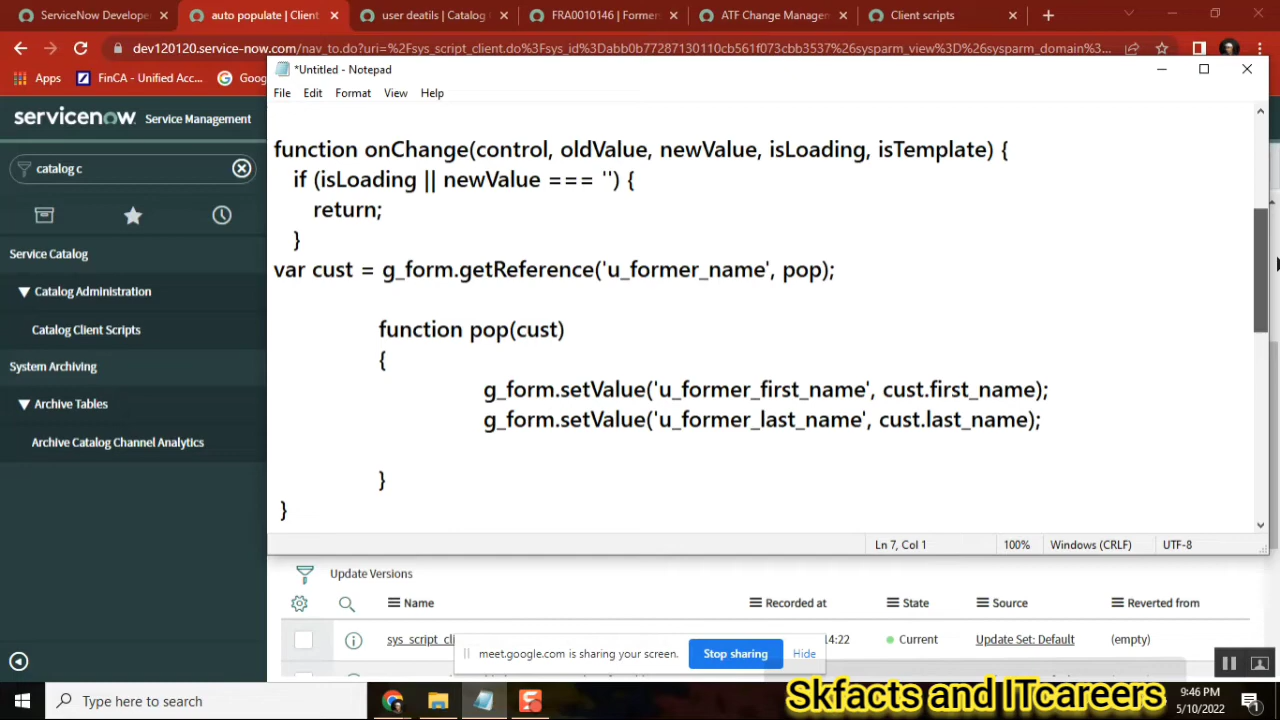 ServiceNow Develope
auto populate | Client
user deatils | Catalog
FRA0010146 | Former
ATF Change Managem
Client scripts
dev120120.service-now.com/nav_to.do?uri=%2Fsys_script_client.do%3Fsys_id%3Dabb0b77287130110cb561f073cbb3537%26sysparm_view%3D%26sysparm_domain...
Apps
FinCA - Unified Acc...
Goog
*Untitled - Notepad
File Edit Format View Help
servicenow. Service Management
catalog c
Service Catalog
Catalog Administration
Catalog Client Scripts
System Archiving
Archive Tables
Archive Catalog Channel Analytics
function onChange(control, oldValue, newValue, isLoading, isTemplate) {
if (isLoading || newValue === '') {
return;
}
var cust = g_form.getReference('u_former_name', pop);
function pop(cust)
{
g_form.setValue('u_former_first_name', cust.first_name);
g_form.setValue('u_former_last_name', cust.last_name);
}
}
Ln 7, Col 1 100% Windows (CRLF) UTF-8
Update Versions
Name Recorded at State Source Reverted from
sys_script_cli 14:22 Current Update Set: Default (empty)
meet.google.com is sharing your screen. Stop sharing Hide
Skfacts and ITcareers
Type here to search
9:46 PM
5/10/2022